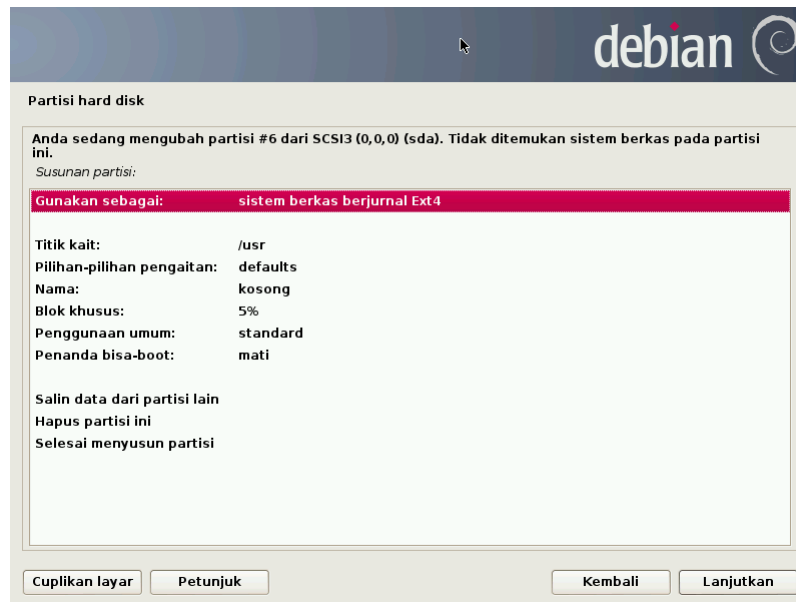 debian
Partisi hard disk
Anda sedang mengubah partisi #6 dari SCSI3 (0,0,0) (sda). Tidak ditemukan sistem berkas pada partisi
ini.
Susunan partisi:
Gunakan sebagai: sistem berkas berjurnal Ext4
Titik kait: /usr
Pilihan-pilihan pengaitan: defaults
Nama: kosong
Blok khusus: 5%
Penggunaan umum: standard
Penanda bisa-boot: mati
Salin data dari partisi lain
Hapus partisi ini
Selesai menyusun partisi
Cuplikan layar Petunjuk Kembali Lanjutkan